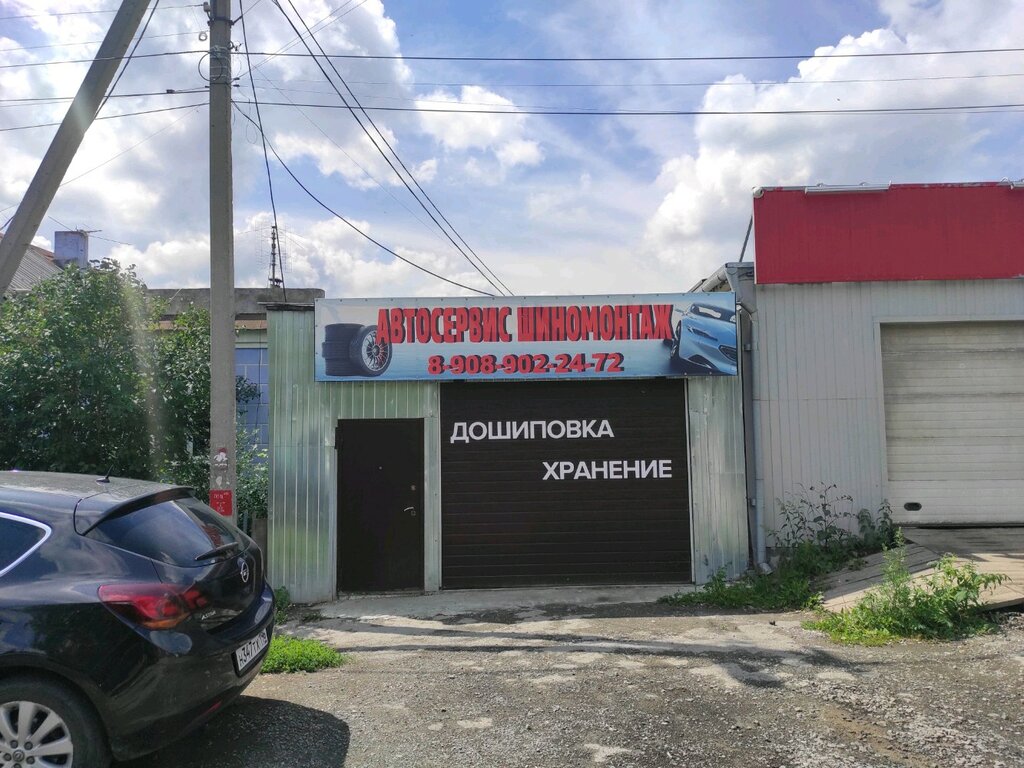 АВТОСЕРВИС ШИНОМОНТАЖ
8-908-902-24-72
ДОШИПОВКА
ХРАНЕНИЕ